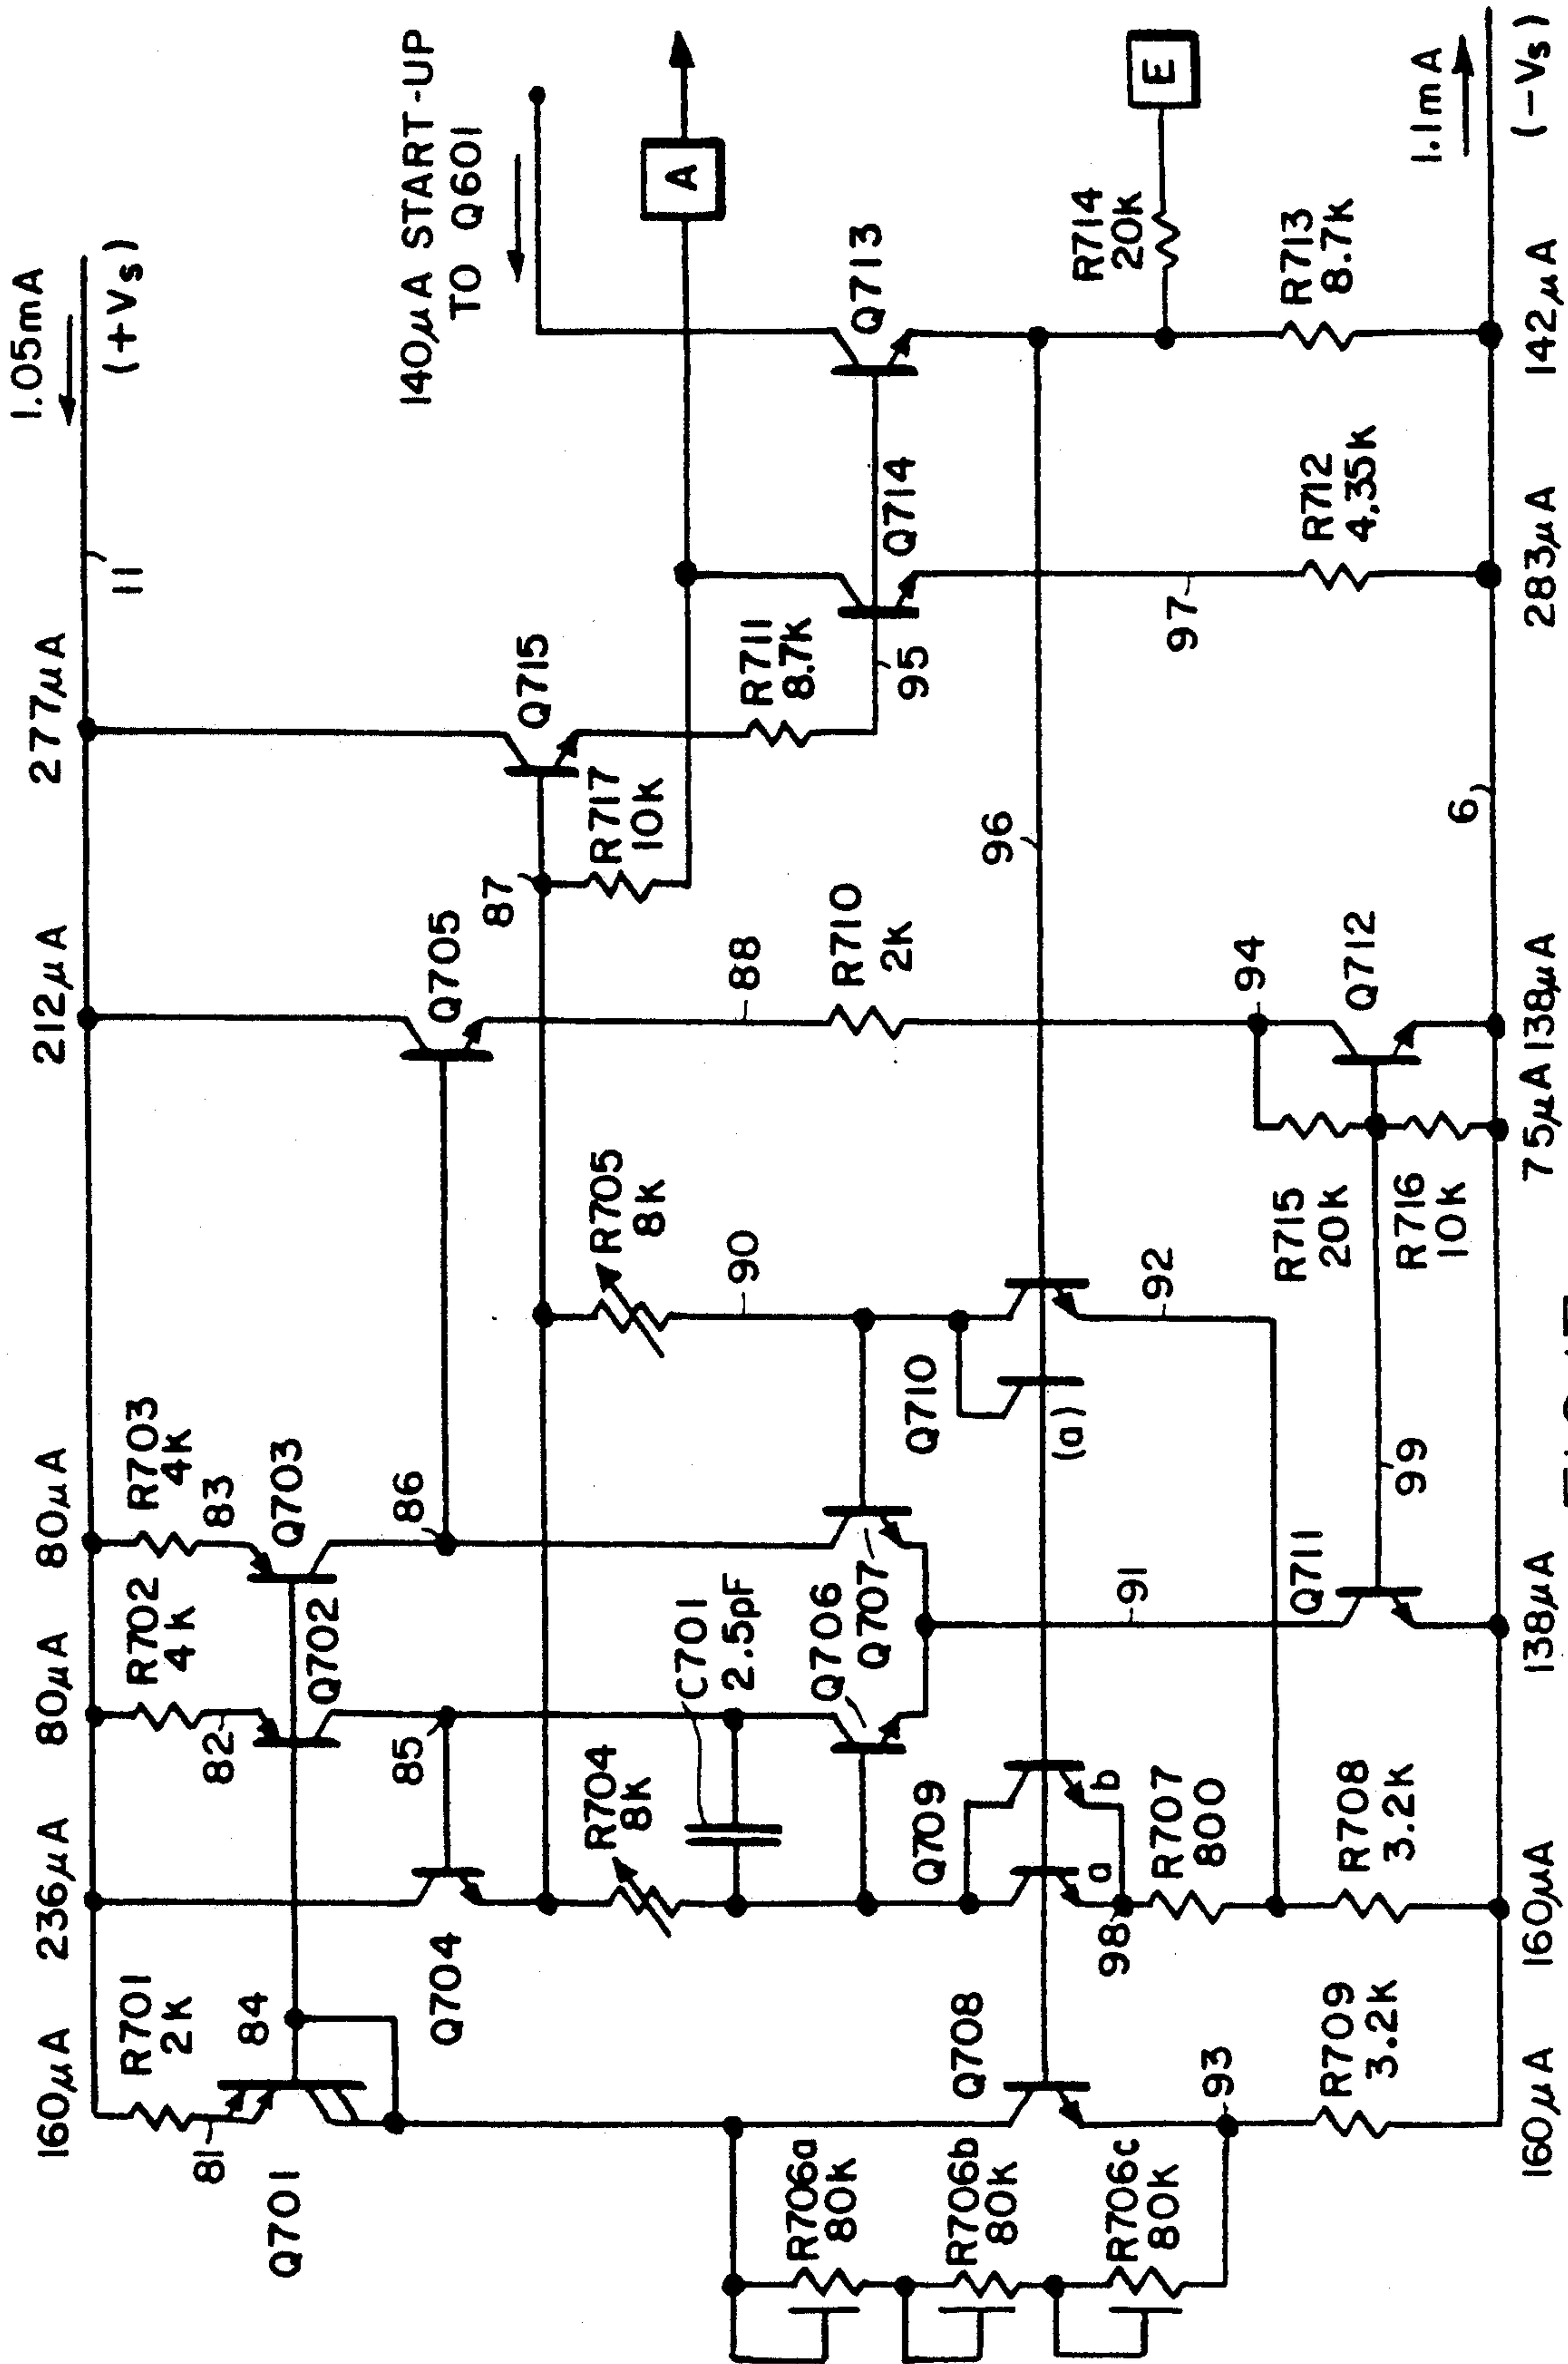 1.05mA
(+Vs)
11
277µA
212µA
80µA
80µA
236µA
160µA
R703
4K
83
Q703
R702
4K
82
Q702
R701
2K
84
81
Q701
140µA START-UP
TO Q601
A
Q715
R717
10K
87
Q705
86
85
Q704
R711
8.7K
95
Q714
Q713
88
R710
2K
R705
8K
90
C701
2.5pF
R704
8K
Q706
Q707
R706a
80K
R706b
80K
R706c
80K
96
Q710
(a)
92
91
Q709
a
b
98
R707
800
Q708
93
R714
20K
E
97
R713
8.7K
R712
4.35K
94
Q712
R715
20K
R716
10K
99
Q711
R708
3.2K
R709
3.2K
6
1.1mA
(-Vs)
142µA
283µA
138µA
75µA
138µA
160µA
160µA